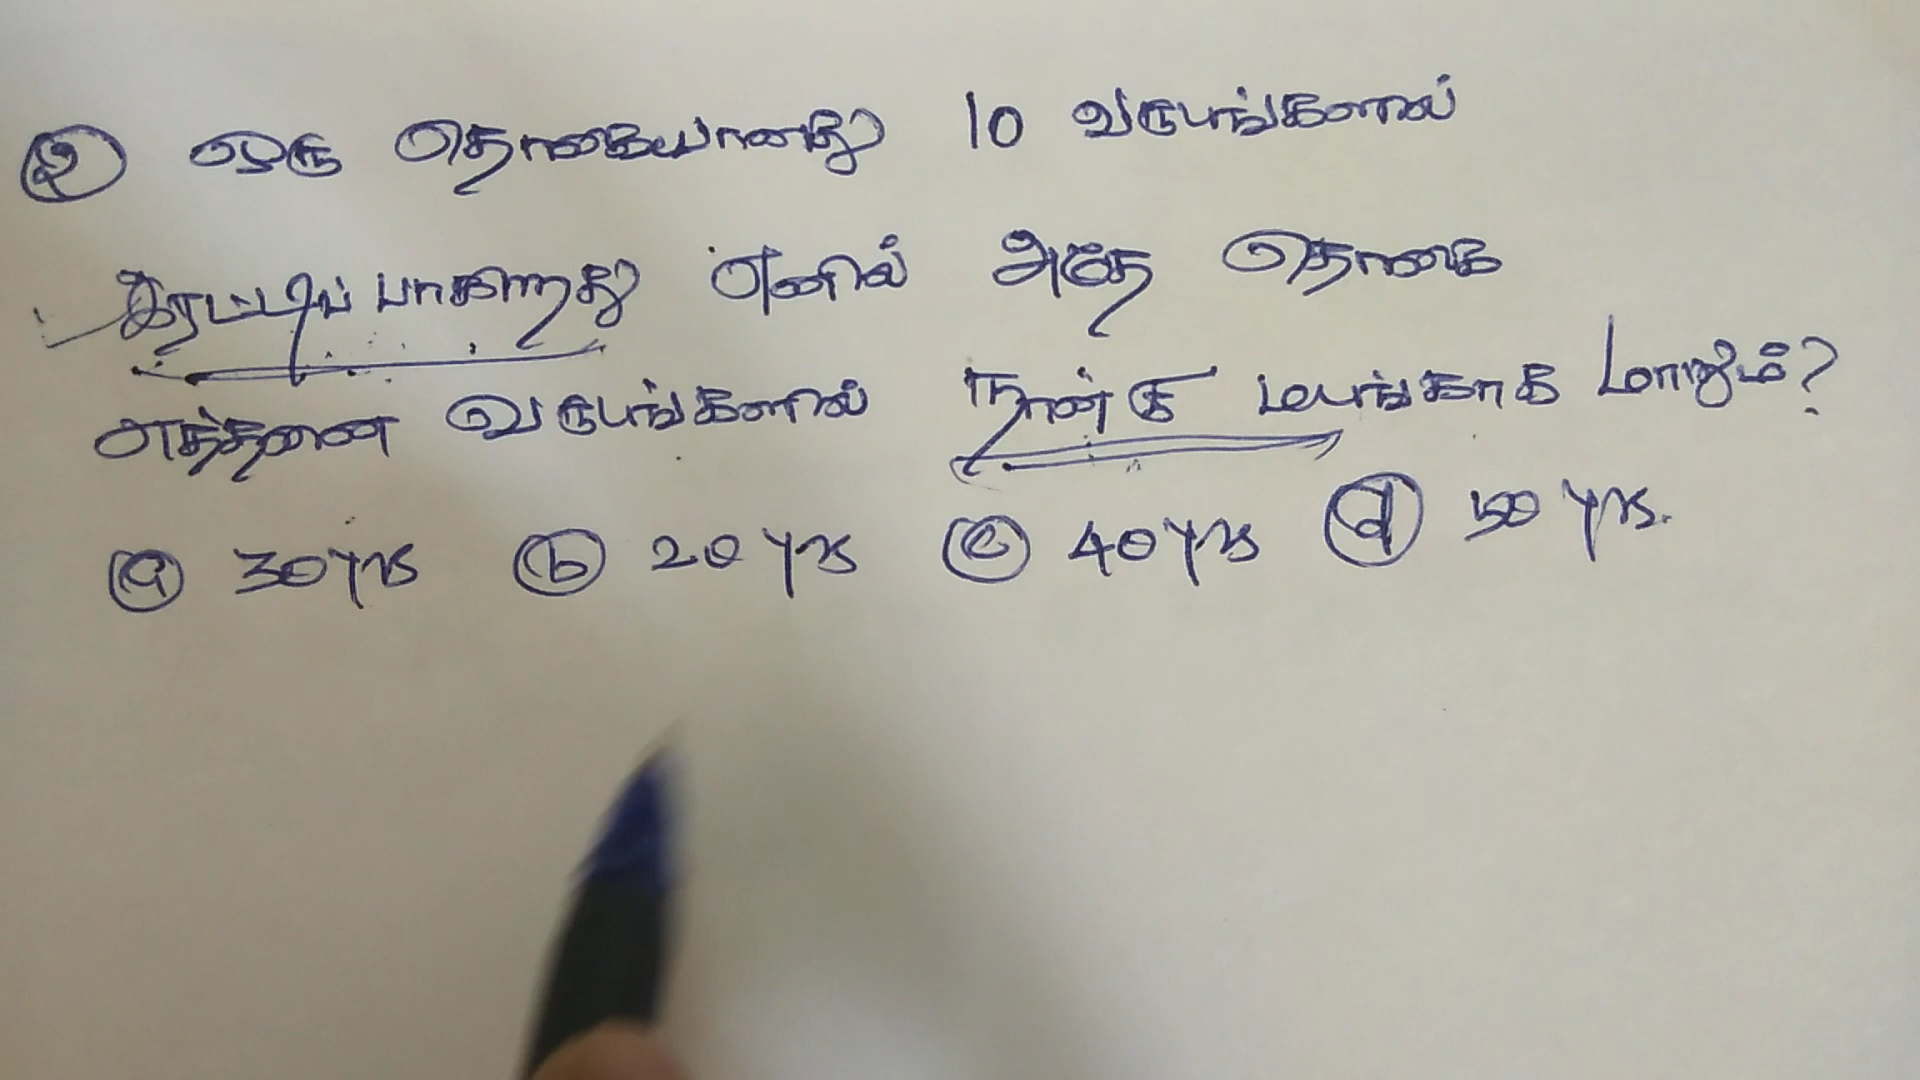 ② ஒரு தொகையானது 10 வருடங்களில்
இரட்டிப்பாகிறது எனில் அதே தொகை
எத்தனை வருடங்களில் நான்கு மடங்காக மாறும்?
ⓐ 30 yrs ⓑ 20 yrs ⓒ 40 yrs ⓓ 50 yrs.